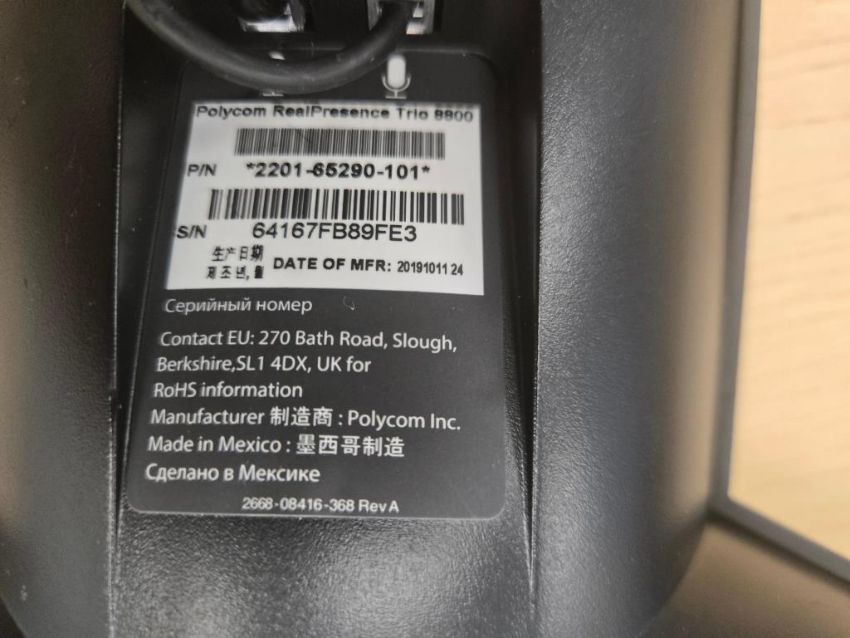 Polycom RealPresence Trio 8800
P/N *2201-65290-101*
S/N 64167FB89FE3
生产日期
제조년,월 DATE OF MFR: 20191011 24
Серийный номер
Contact EU: 270 Bath Road, Slough,
Berkshire,SL1 4DX, UK for
RoHS information
Manufacturer 制造商 : Polycom Inc.
Made in Mexico : 墨西哥制造
Сделано в Мексике
2668-08416-368 Rev A